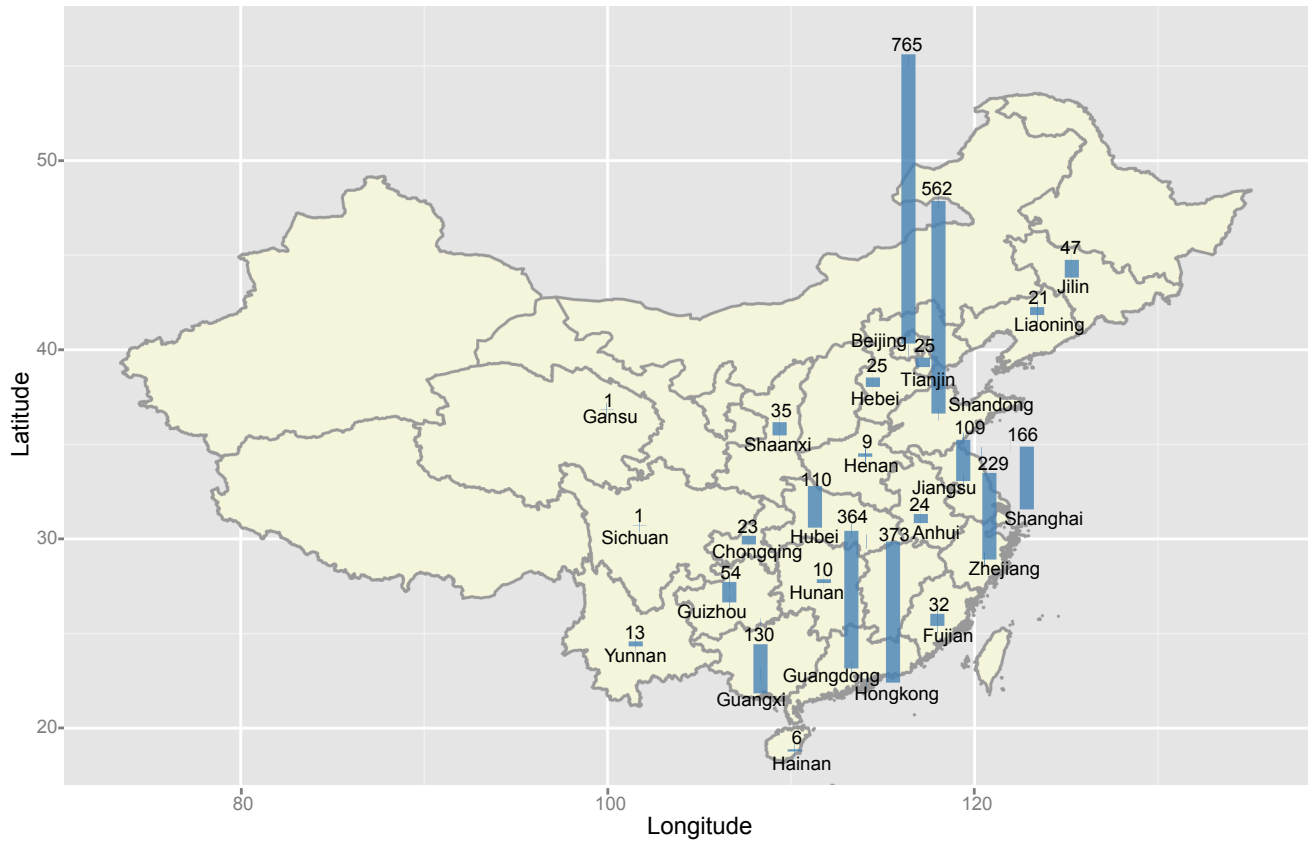 765
562
50
47
Jilin
21
Liaoning
Beijing
25
40
Tianjin
25
Hebei
1
Gansu
Shandong
35
Shaanxi
109
166
9
Henan
229
110
Jiangsu
24
Anhui
Shanghai
1
Sichuan
364
Hubei
373
30
23
Chongqing
Zhejiang
54
10
Hunan
Guizhou
32
Fujian
13
Yunnan
130
Guangdong
Hongkong
Guangxi
20
6
Hainan
80
100
120
Longitude
Latitude